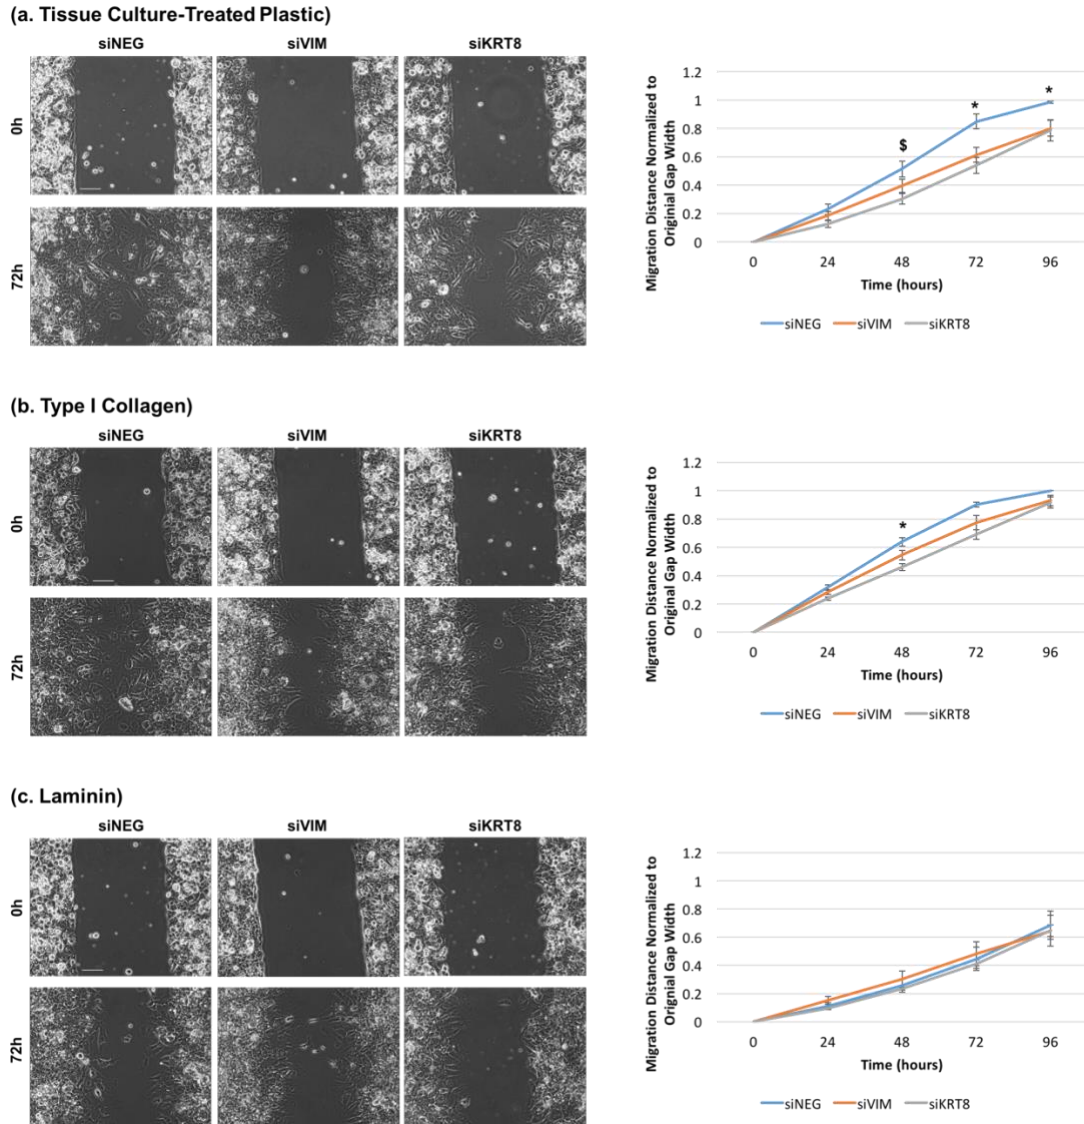 (a. Tissue Culture-Treated Plastic)
siNEG siVIM siKRT8
0h
72h
Migration Distance Normalized to
Originial Gap Width
1.2
1
0.8
0.6
0.4
0.2
0
$
*
*
0 24 48 72 96
Time (hours)
siNEG siVIM siKRT8
(b. Type I Collagen)
siNEG siVIM siKRT8
0h
72h
Migration Distance Normalized to
Orignial Gap Width
1.2
1
0.8
0.6
0.4
0.2
0
*
0 24 48 72 96
Time (hours)
siNEG siVIM siKRT8
(c. Laminin)
siNEG siVIM siKRT8
0h
72h
Migration Distance Normalized to
Orignial Gap Width
1.2
1
0.8
0.6
0.4
0.2
0
0 24 48 72 96
Time (hours)
siNEG siVIM siKRT8